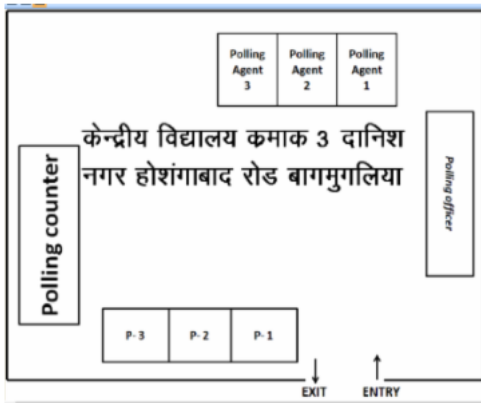 Polling Agent 3
Polling Agent 2
Polling Agent 1
केन्द्रीय विद्यालय कमाक 3 दानिश
नगर होशंगाबाद रोड बागमुगलिया
Polling counter
Polling officer
P-3
P-2
P-1
EXIT
ENTRY